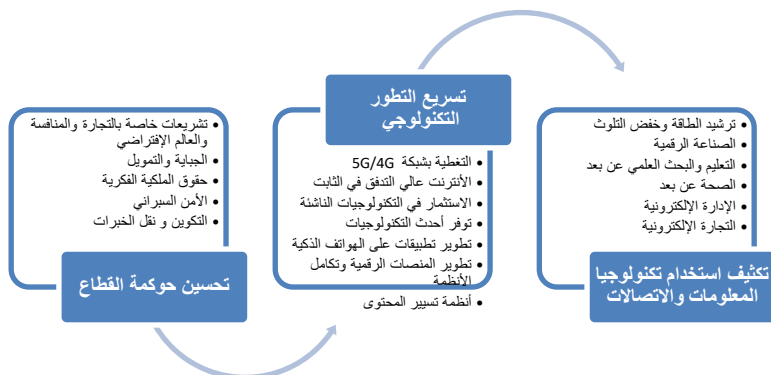 تشريعات خاصة بالتجارة والمنافسة
والعالم الإفتراضي
الجباية والتمويل
حقوق الملكية الفكرية
الأمن السبراني
التكوين و نقل الخبرات
تحسين حوكمة القطاع
تسريع التطور
التكنولوجي
التغطية بشبكة 5G/4G
الأنترنت عالي التدفق في الثابت
الاستثمار في التكنولوجيات الناشئة
توفر أحدث التكنولوجيات
تطوير تطبيقات على الهواتف الذكية
تطوير المنصات الرقمية وتكامل
الأنظمة
أنظمة تسيير المحتوى
ترشيد الطاقة وخفض التلوث
الصناعة الرقمية
التعليم والبحث العلمي عن بعد
الصحة عن بعد
الإدارة الإلكترونية
التجارة الإلكترونية
تكثيف استخدام تكنولوجيا
المعلومات والاتصالات